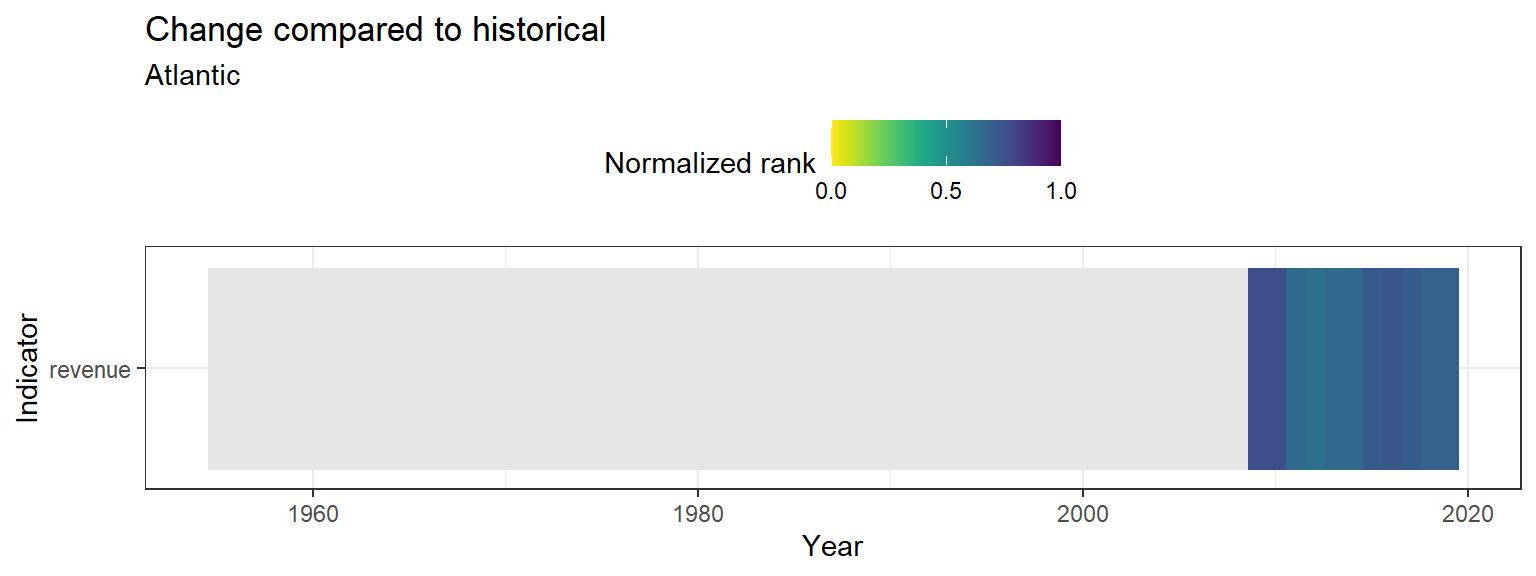 Change compared to historical
Atlantic
Normalized rank
0.0 0.5 1.0
Indicator
revenue
1960 1980 2000 2020
Year